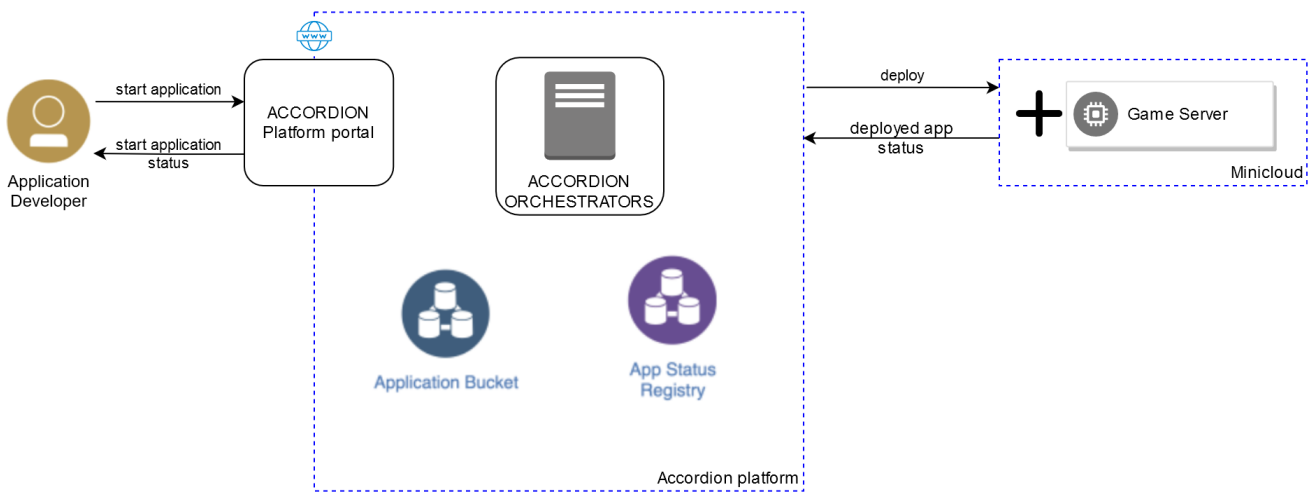 WWW
start application
start application
status
Application
Developer
ACCORDION
Platform portal
ACCORDION
ORCHESTRATORS
Application Bucket
App Status
Registry
Accordion platform
deploy
deployed app
status
Game Server
Minicloud